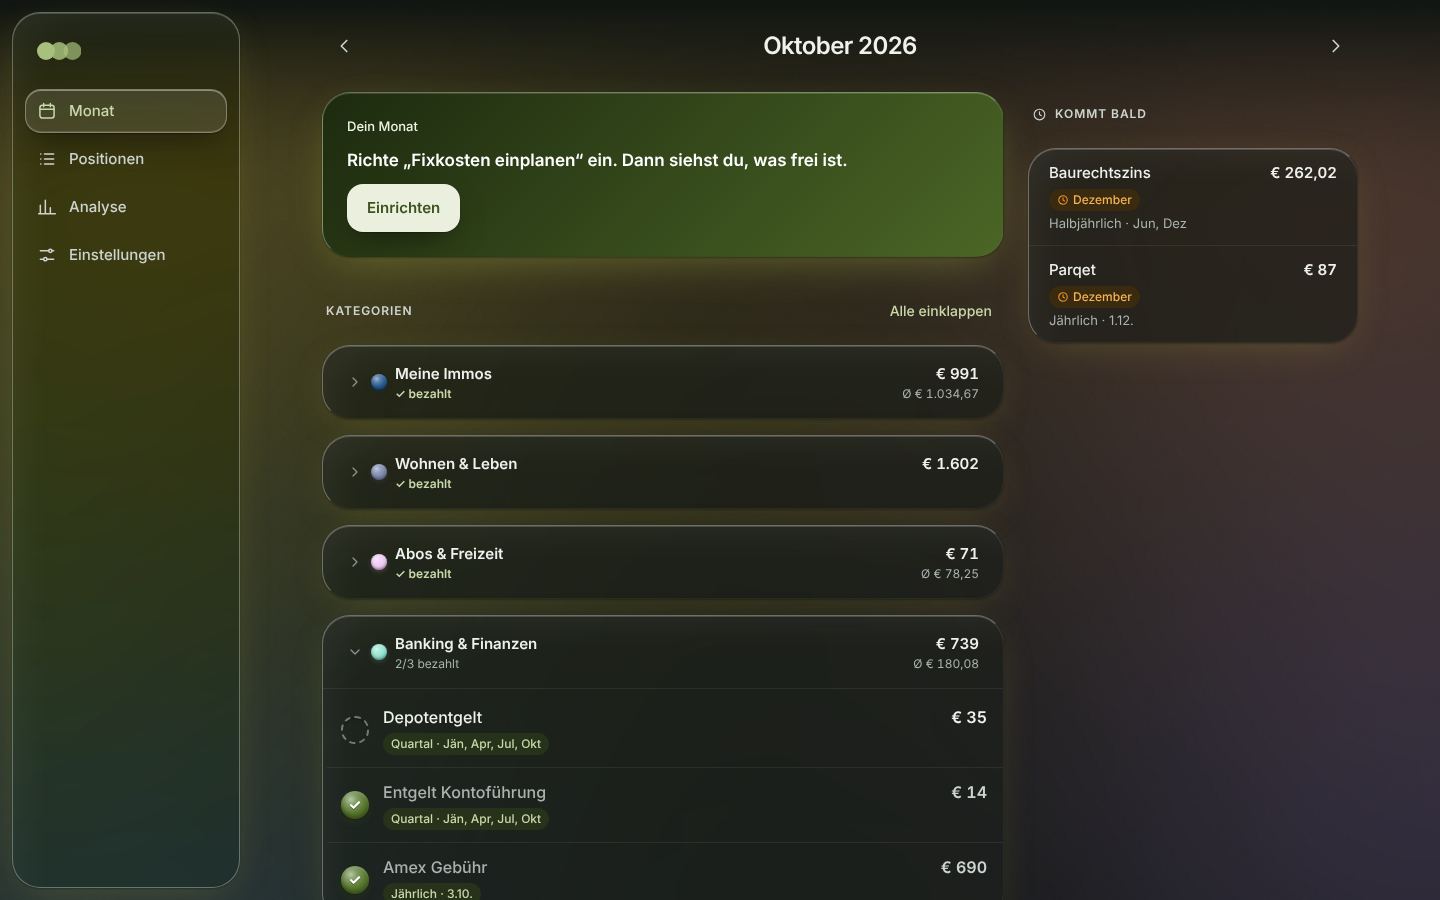 Monat
Positionen
Analyse
Einstellungen
Oktober 2026
Dein Monat
Richte „Fixkosten einplanen“ ein. Dann siehst du, was frei ist.
Einrichten
KATEGORIEN
Alle einklappen
Meine Immos
€ 991
✓ bezahlt
Ø € 1.034,67
Wohnen & Leben
€ 1.602
✓ bezahlt
Abos & Freizeit
€ 71
✓ bezahlt
Ø € 78,25
Banking & Finanzen
€ 739
2/3 bezahlt
Ø € 180,08
Depotentgelt
€ 35
Quartal · Jän, Apr, Jul, Okt
Entgelt Kontoführung
€ 14
Quartal · Jän, Apr, Jul, Okt
Amex Gebühr
€ 690
Jährlich · 3.10.
KOMMT BALD
Baurechtszins
€ 262,02
Dezember
Halbjährlich · Jun, Dez
Parqet
€ 87
Dezember
Jährlich · 1.12.